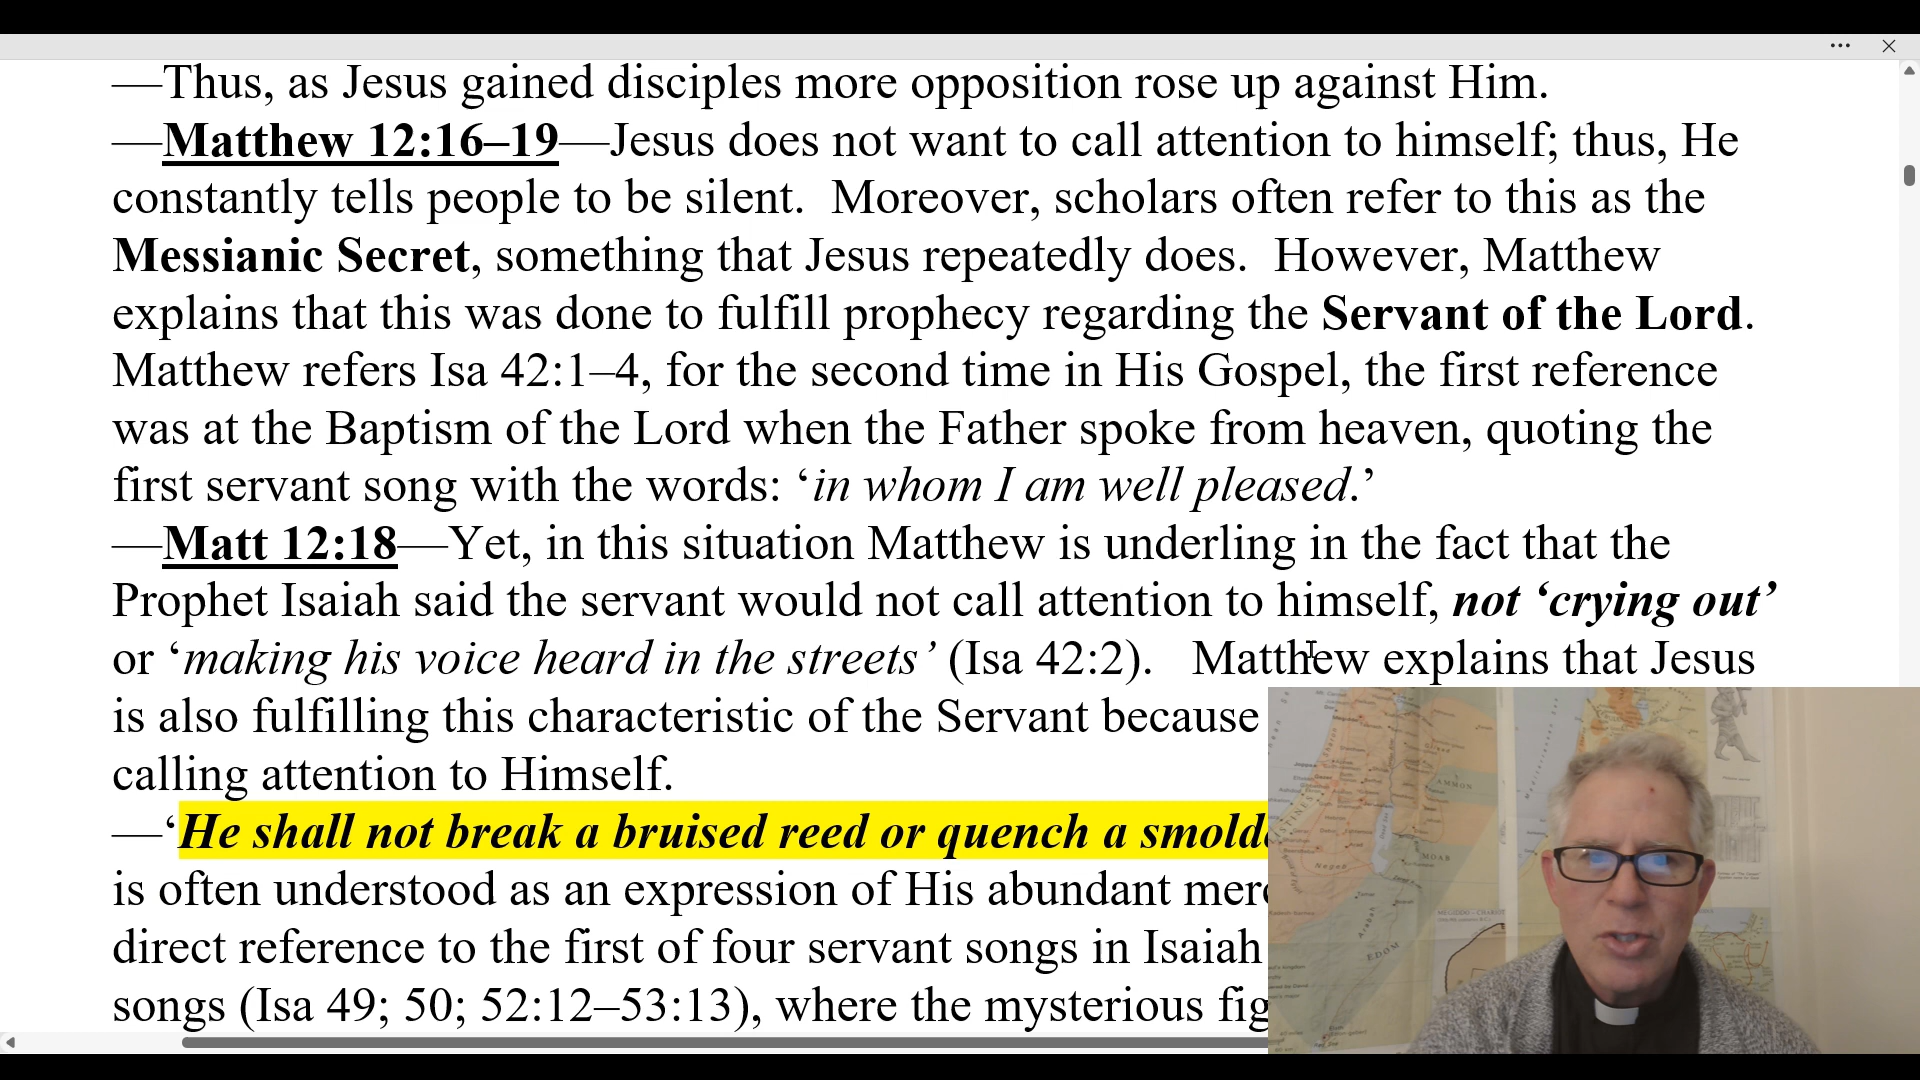 —Thus, as Jesus gained disciples more opposition rose up against Him.
—Matthew 12:16–19—Jesus does not want to call attention to himself; thus, He
constantly tells people to be silent.  Moreover, scholars often refer to this as the
Messianic Secret, something that Jesus repeatedly does.  However, Matthew
explains that this was done to fulfill prophecy regarding the Servant of the Lord.
Matthew refers Isa 42:1–4, for the second time in His Gospel, the first reference
was at the Baptism of the Lord when the Father spoke from heaven, quoting the
first servant song with the words: ‘in whom I am well pleased.’
—Matt 12:18—Yet, in this situation Matthew is underling in the fact that the
Prophet Isaiah said the servant would not call attention to himself, not ‘crying out’
or ‘making his voice heard in the streets’ (Isa 42:2).   Matthew explains that Jesus
is also fulfilling this characteristic of the Servant because
calling attention to Himself.
—‘He shall not break a bruised reed or quench a smold
is often understood as an expression of His abundant
direct reference to the first of four servant songs in Isaiah
songs (Isa 49; 50; 52:12–53:13), where the mysterious
AMMON
MOAB
EDOM